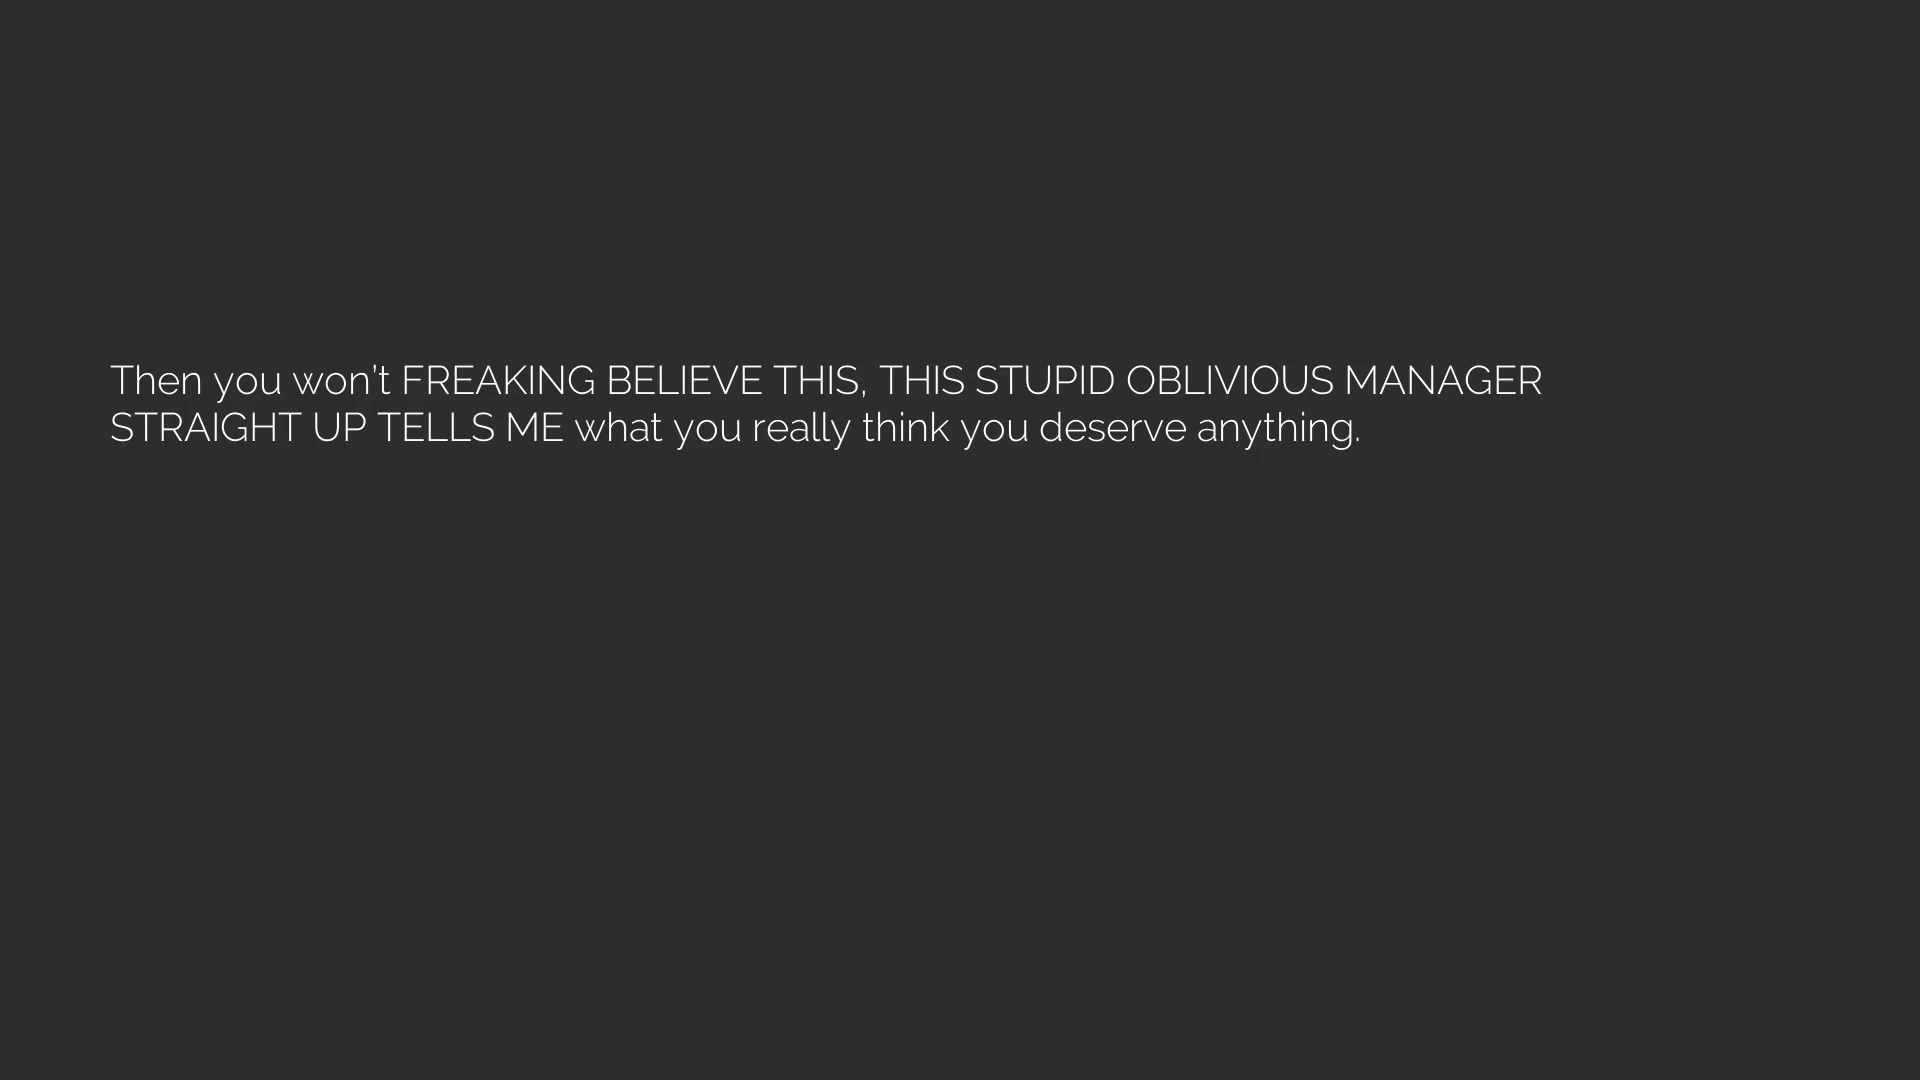 Then you won't FREAKING BELIEVE THIS, THIS STUPID OBLIVIOUS MANAGER
STRAIGHT UP TELLS ME what you really think you deserve anything.